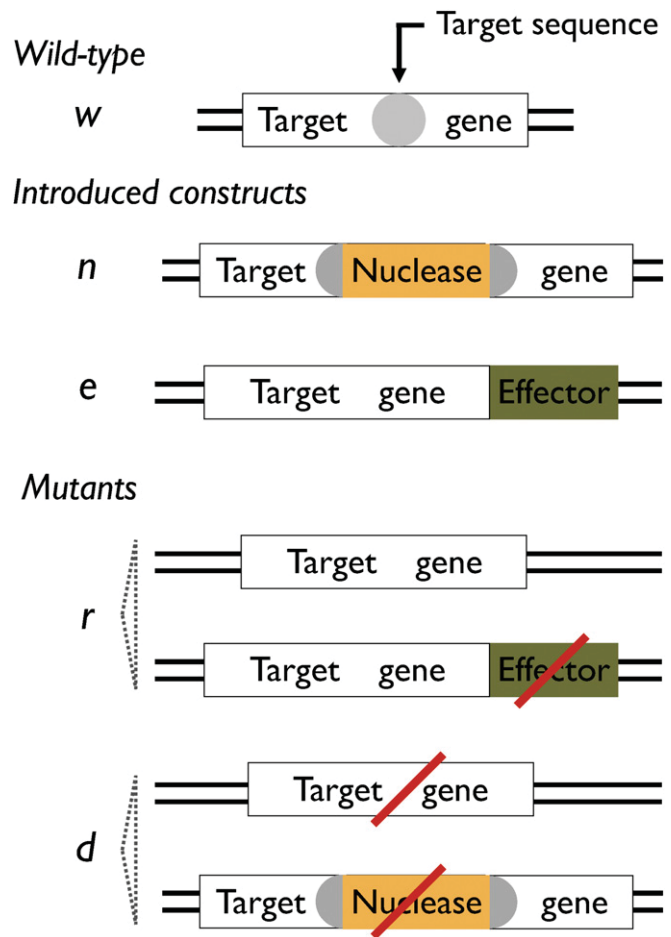 Target sequence
Wild-type
w
Target gene
Introduced constructs
n
Target Nuclease gene
e
Target gene Effector
Mutants
r
Target gene
Target gene Effector
d
Target gene
Target Nuclease gene